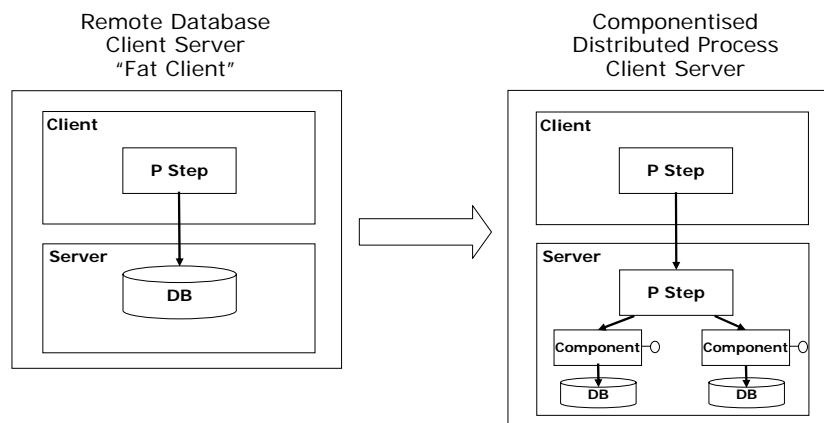 Remote Database
Client Server
“Fat Client”
Client
P Step
Server
DB
Componentised
Distributed Process
Client Server
Client
P Step
Server
P Step
Component
Component
DB
DB